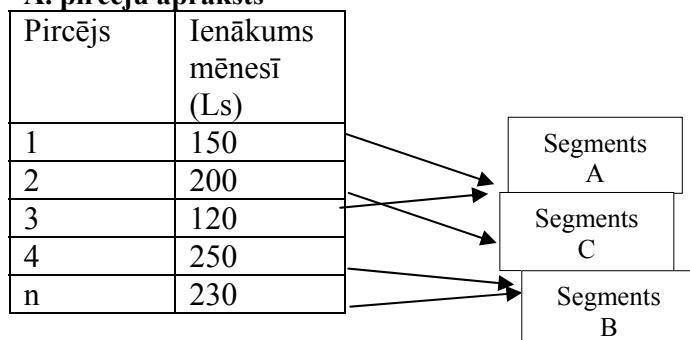 A. pircēju apraksts
Pircējs Ienākums
mēnesī
(Ls)
1 150
2 200
3 120
4 250
n 230
Segments
A
Segments
C
Segments
B